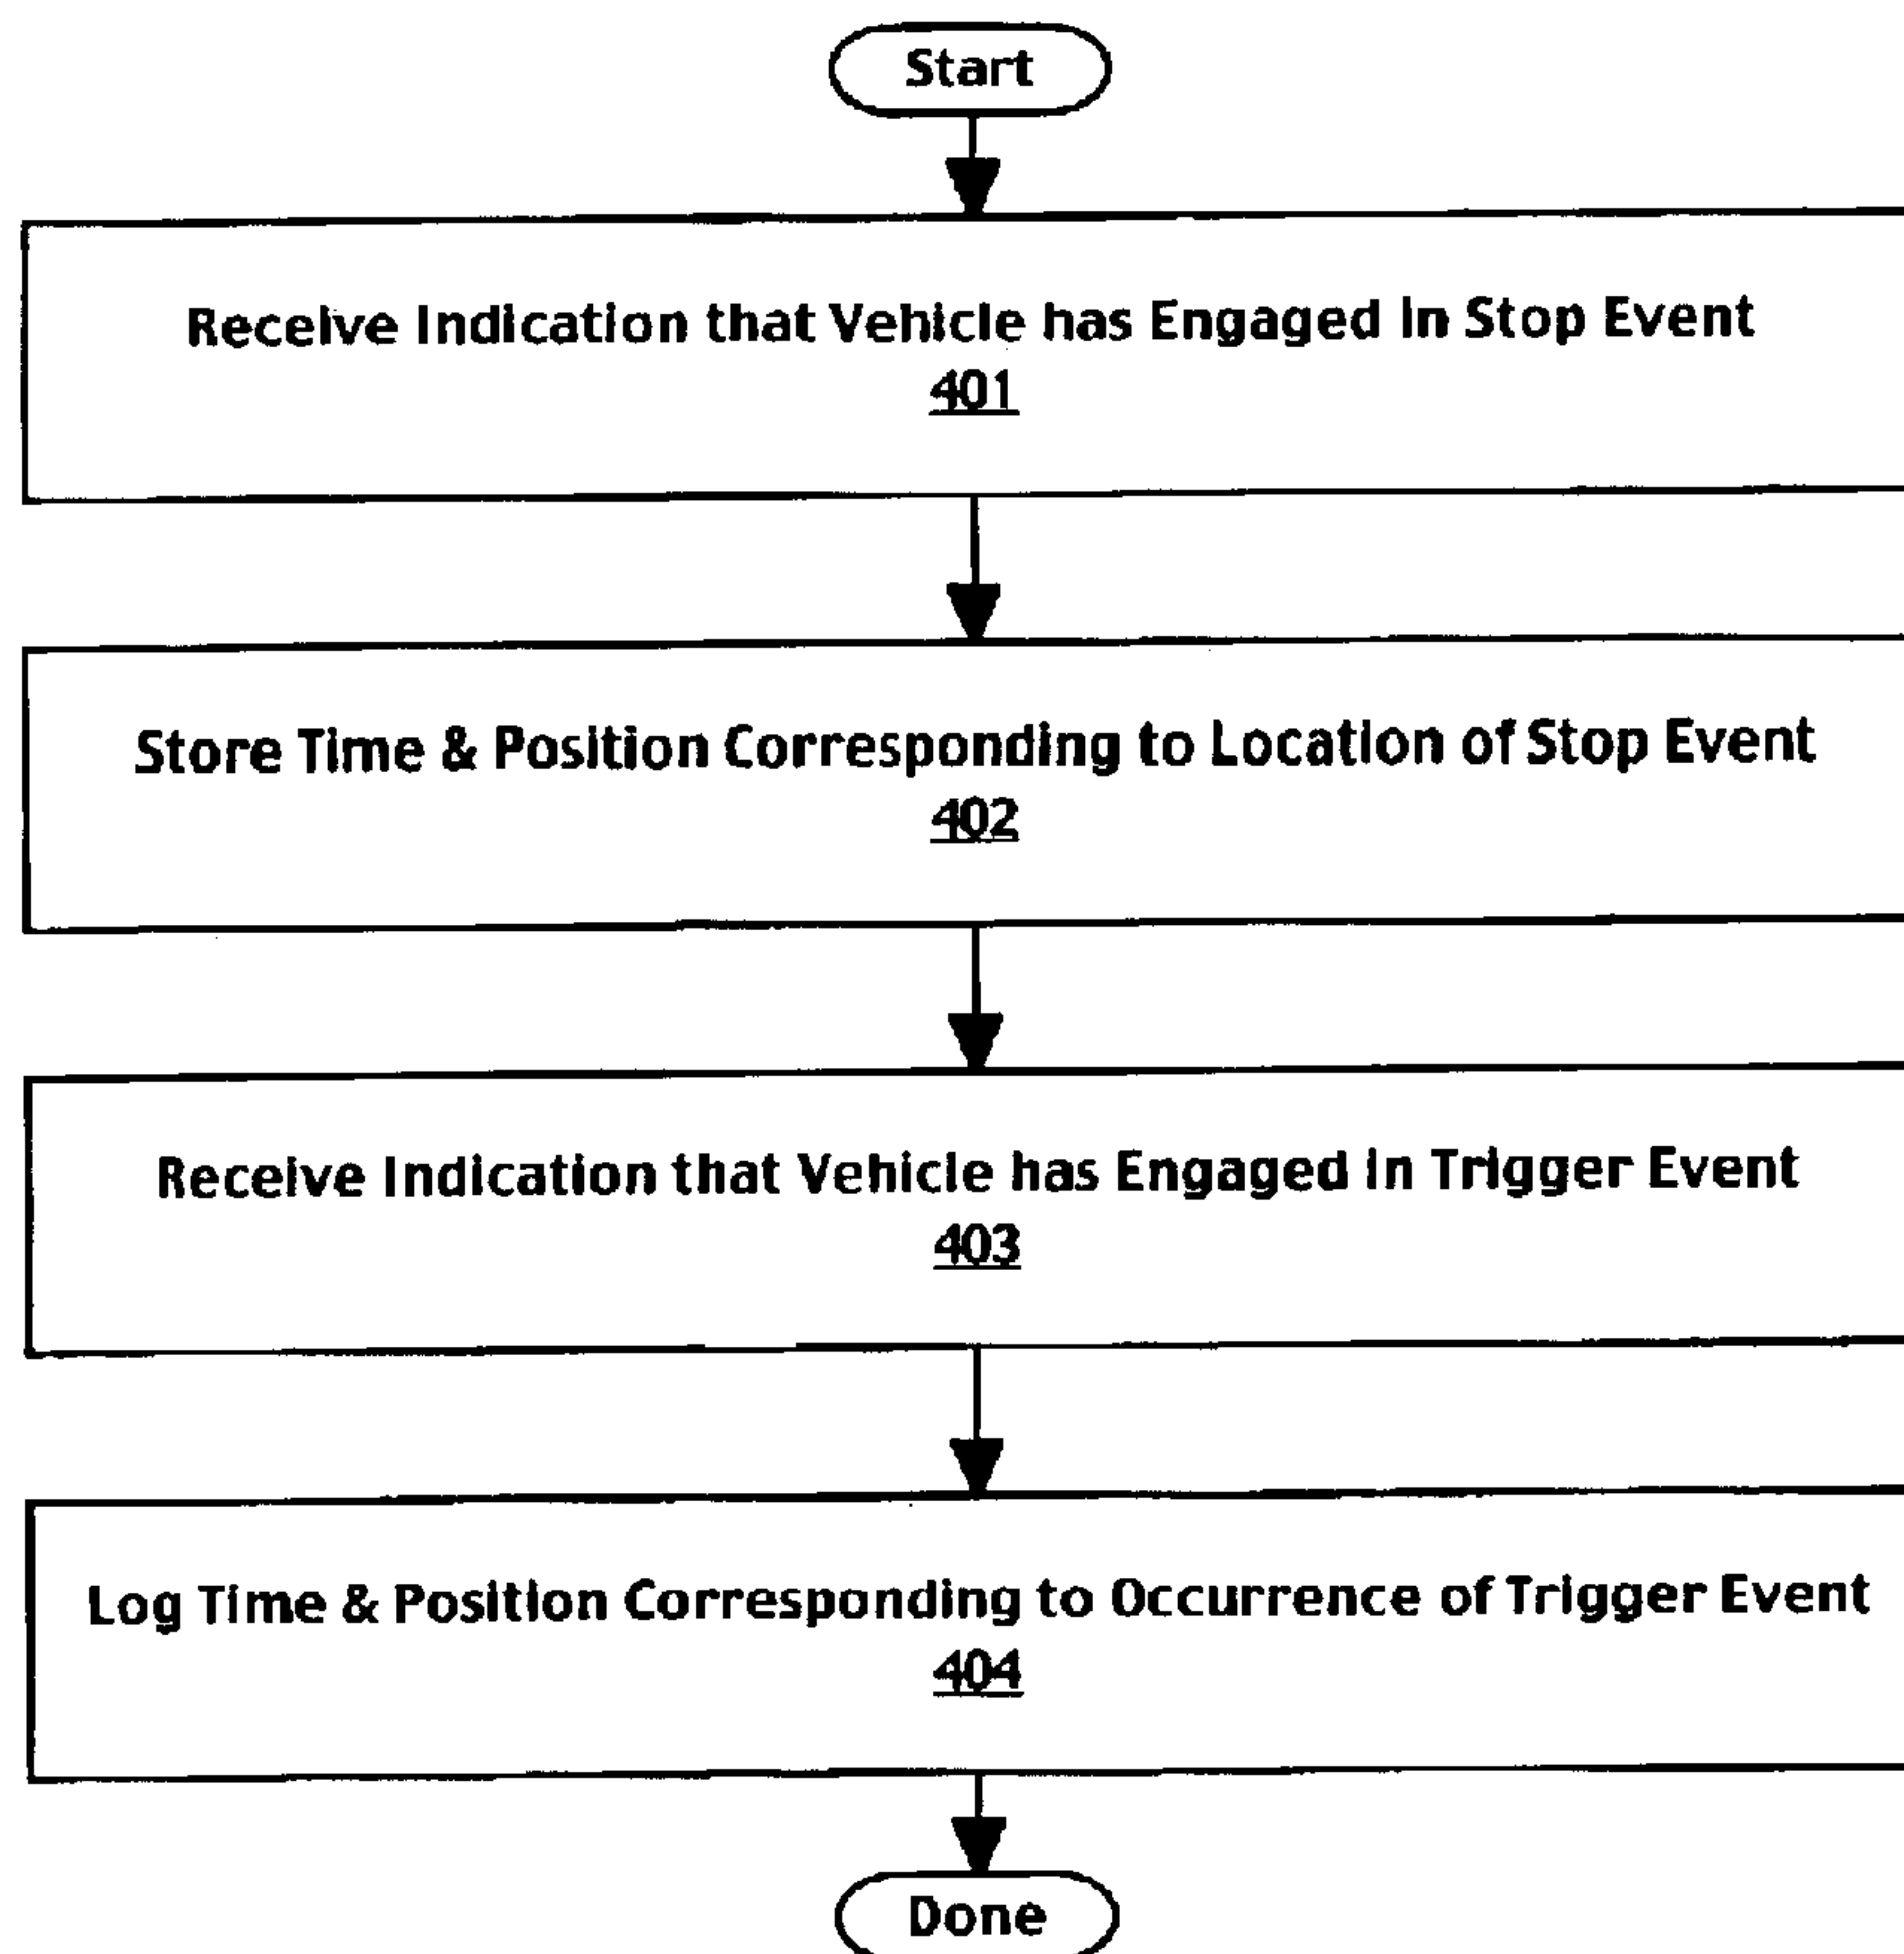 Start
Receive Indication that Vehicle has Engaged in Stop Event
401
Store Time & Position Corresponding to Location of Stop Event
402
Receive Indication that Vehicle has Engaged in Trigger Event
403
Log Time & Position Corresponding to Occurrence of Trigger Event
404
Done